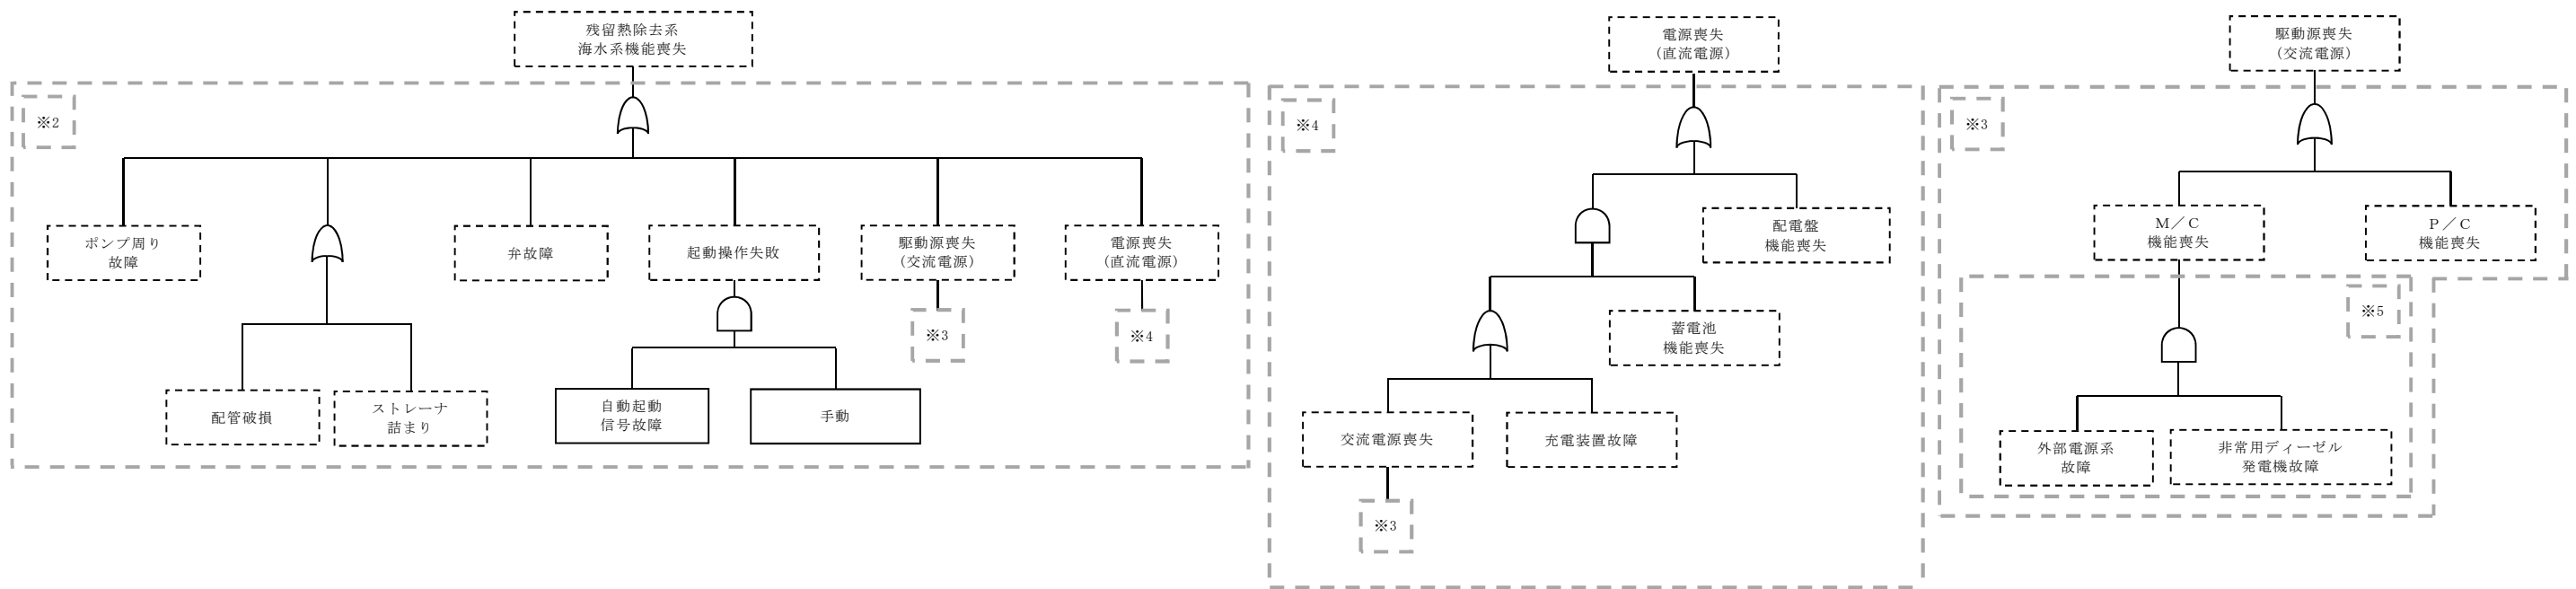 残留熱除去系
海水系機能喪失
※2
ポンプ周り
故障
弁故障
起動操作失敗
駆動源喪失
（交流電源）
電源喪失
（直流電源）
※3
※4
配管破損
ストレーナ
詰まり
自動起動
信号故障
手動
電源喪失
（直流電源）
※4
配電盤
機能喪失
蓄電池
機能喪失
交流電源喪失
充電装置故障
※3
駆動源喪失
（交流電源）
※3
Ｍ／Ｃ
機能喪失
Ｐ／Ｃ
機能喪失
※5
外部電源系
故障
非常用ディーゼル
発電機故障